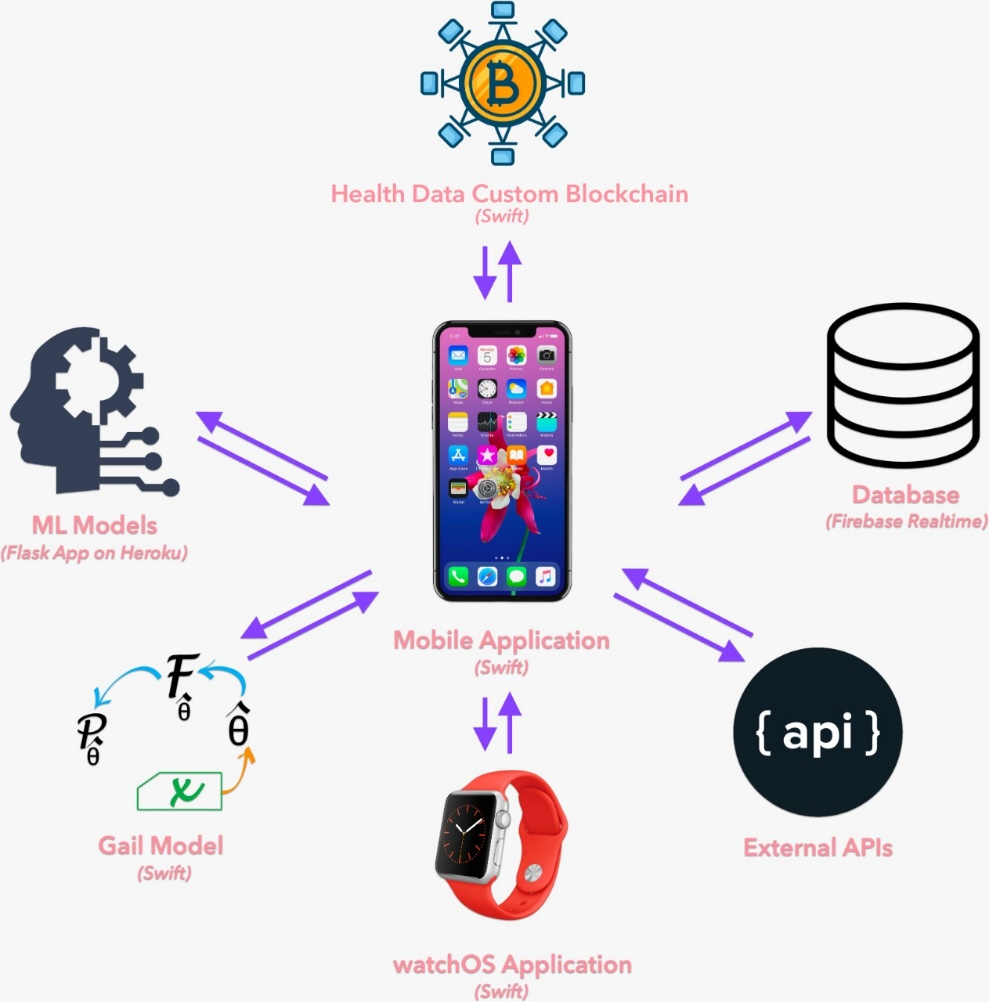 B
Health Data Custom Blockchain
(Swift)
ML Models
(Flask App on Heroku)
Database
(Firebase Realtime)
Mobile Application
(Swift)
F θ̂
P θ̂
θ̂
x
Gail Model
(Swift)
{ api }
External APIs
watchOS Application
(Swift)